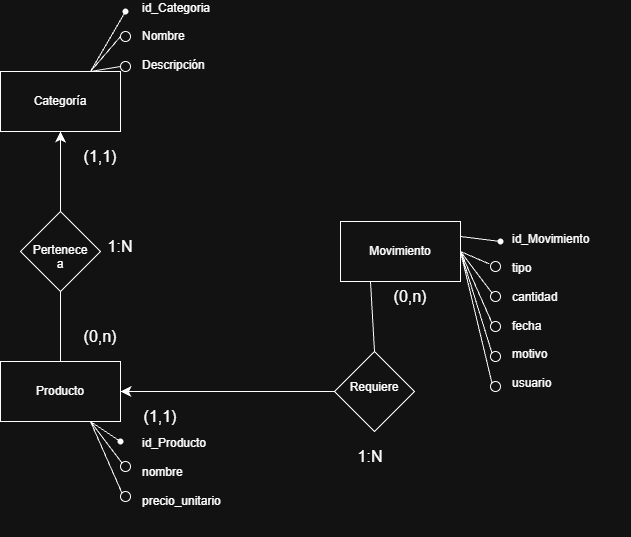 id_Categoria
Nombre
Descripción
Categoría
(1,1)
Pertenece
a
1:N
(0,n)
Producto
(1,1)
id_Producto
nombre
precio_unitario
Movimiento
(0,n)
id_Movimiento
tipo
cantidad
fecha
motivo
usuario
Requiere
1:N